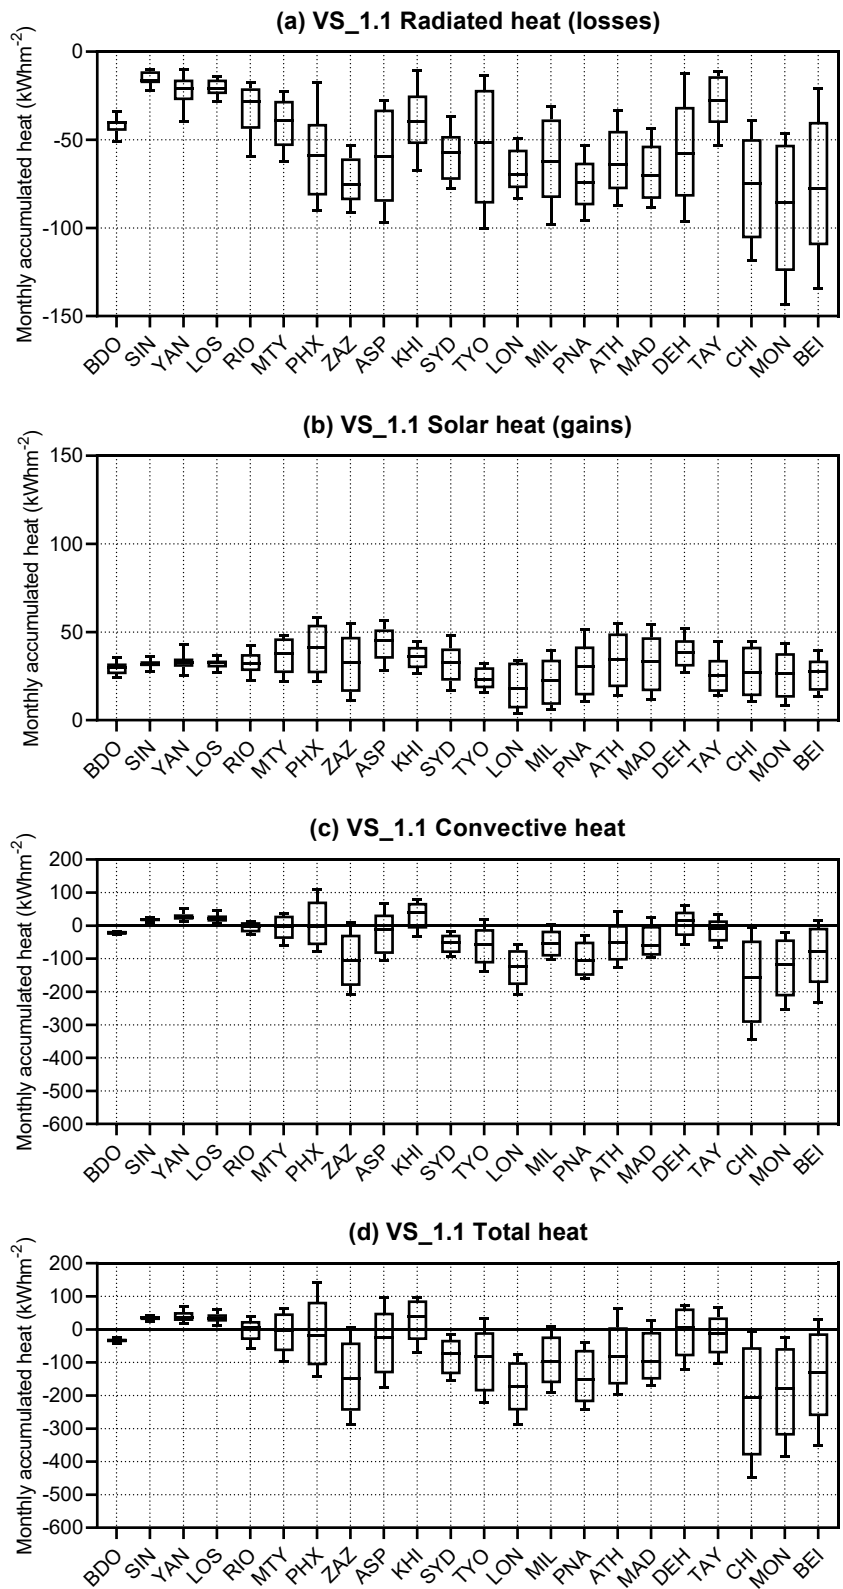 (a) VS_1.1 Radiated heat (losses)
Monthly accumulated heat (kWhm⁻²)
0
-50
-100
-150
BDO SIN YAN LOS RIO MTY PHX ZAZ ASP KHI SYD TYO LON MIL PNA ATH MAD DEH TAY CHI MON BEI
(b) VS_1.1 Solar heat (gains)
Monthly accumulated heat (kWhm⁻²)
150
100
50
0
BDO SIN YAN LOS RIO MTY PHX ZAZ ASP KHI SYD TYO LON MIL PNA ATH MAD DEH TAY CHI MON BEI
(c) VS_1.1 Convective heat
Monthly accumulated heat (kWhm⁻²)
200
100
0
-100
-200
-300
-400
-500
-600
BDO SIN YAN LOS RIO MTY PHX ZAZ ASP KHI SYD TYO LON MIL PNA ATH MAD DEH TAY CHI MON BEI
(d) VS_1.1 Total heat
Monthly accumulated heat (kWhm⁻²)
200
100
0
-100
-200
-300
-400
-500
-600
BDO SIN YAN LOS RIO MTY PHX ZAZ ASP KHI SYD TYO LON MIL PNA ATH MAD DEH TAY CHI MON BEI